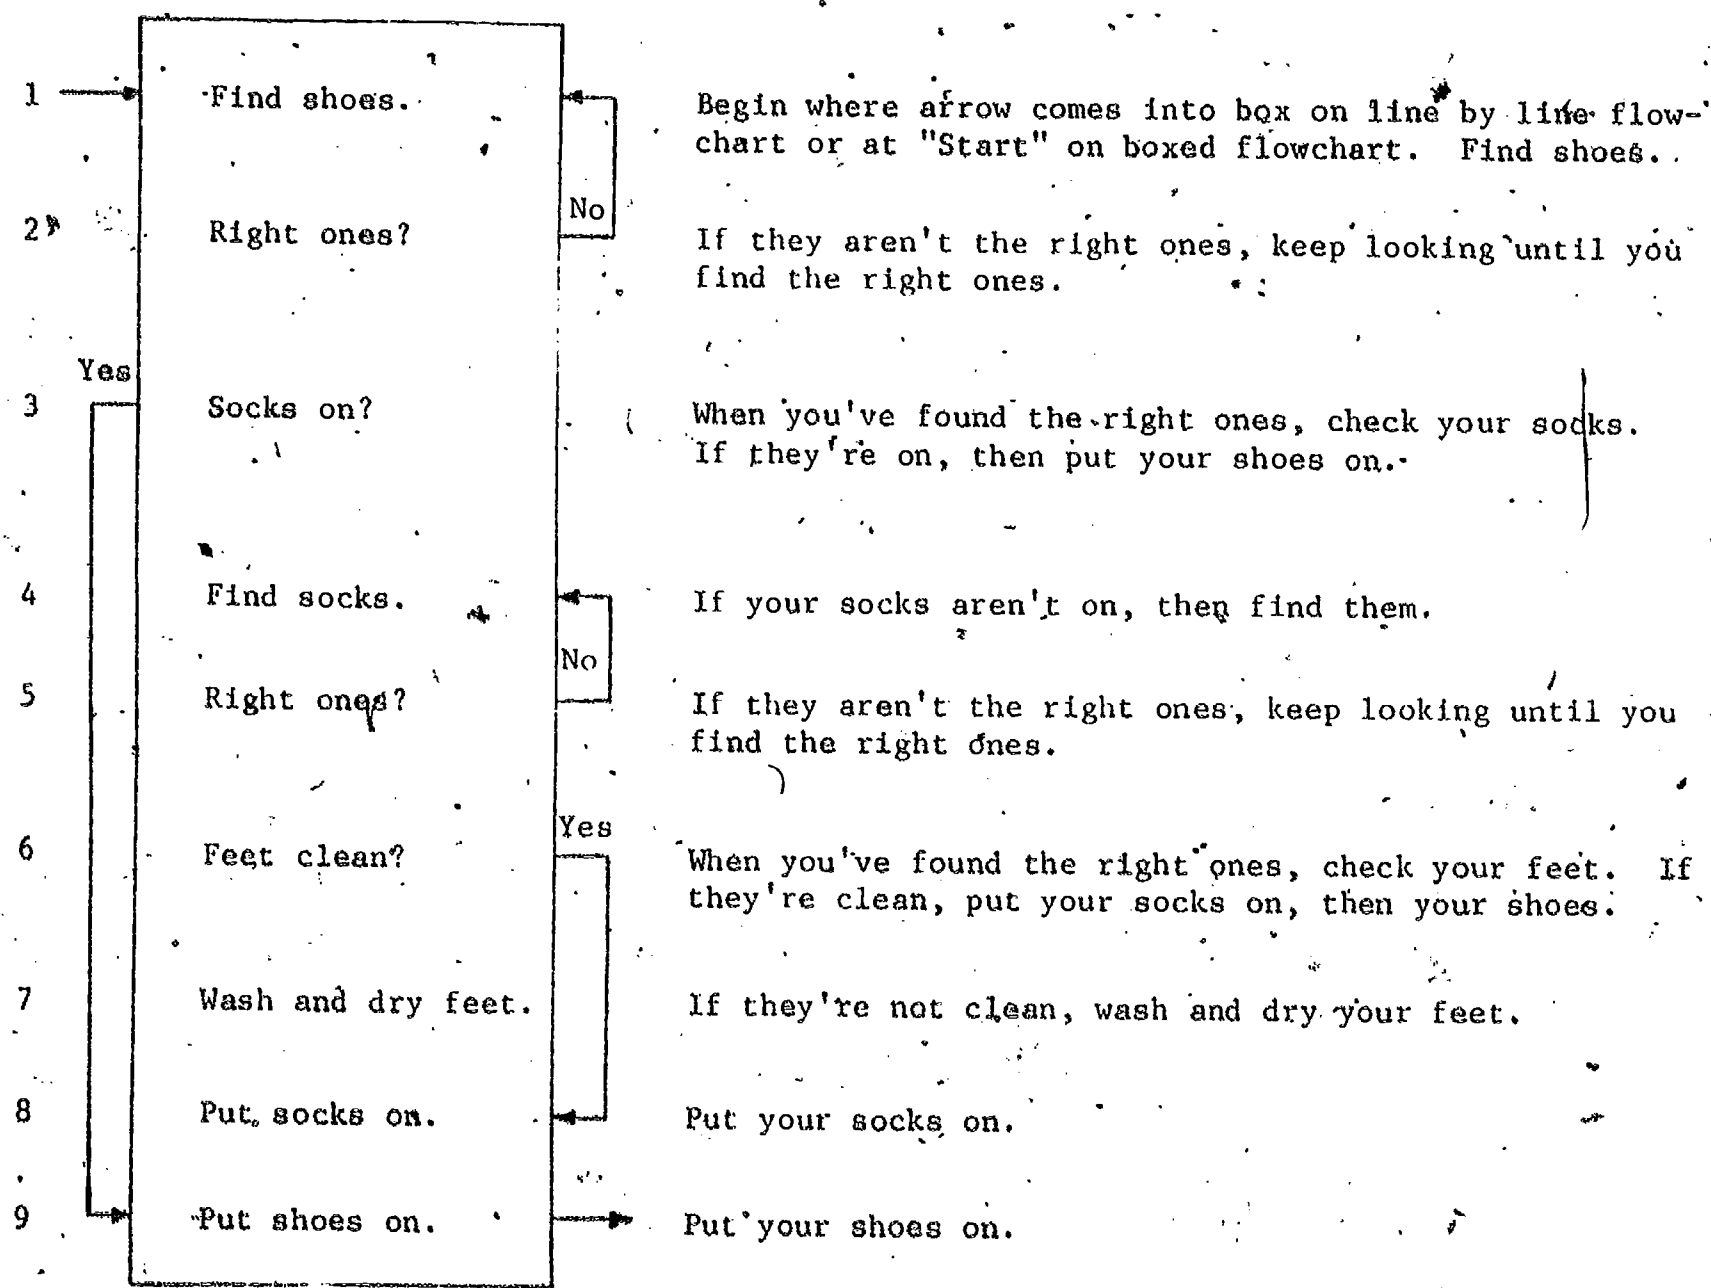 1 Find shoes. Begin where arrow comes into box on line by line flow-
chart or at "Start" on boxed flowchart. Find shoes.
No
2 Right ones? If they aren't the right ones, keep looking until you
find the right ones.
Yes
3 Socks on? When you've found the right ones, check your socks.
If they're on, then put your shoes on.
4 Find socks. If your socks aren't on, then find them.
No
5 Right ones? If they aren't the right ones, keep looking until you
find the right ones.
Yes
6 Feet clean? When you've found the right ones, check your feet. If
they're clean, put your socks on, then your shoes.
7 Wash and dry feet. If they're not clean, wash and dry your feet.
8 Put socks on. Put your socks on.
9 Put shoes on. Put your shoes on.